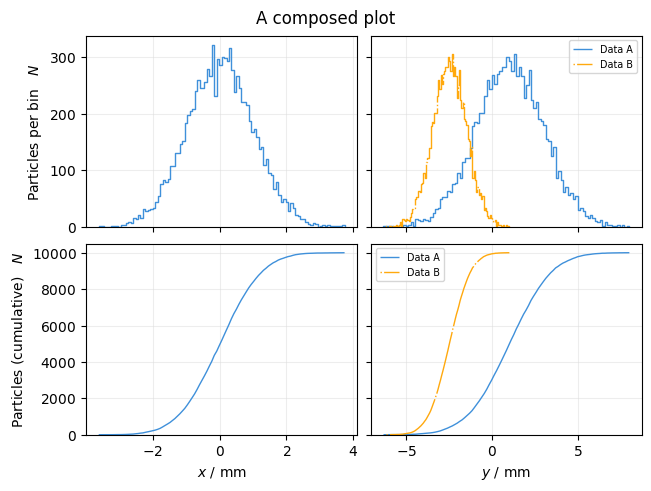 A composed plot
Particles per bin N
300
200
100
0
Data A
Data B
Particles (cumulative) N
10000
8000
6000
4000
2000
0
−2
0
2
4
x / mm
Data A
Data B
−5
0
5
y / mm